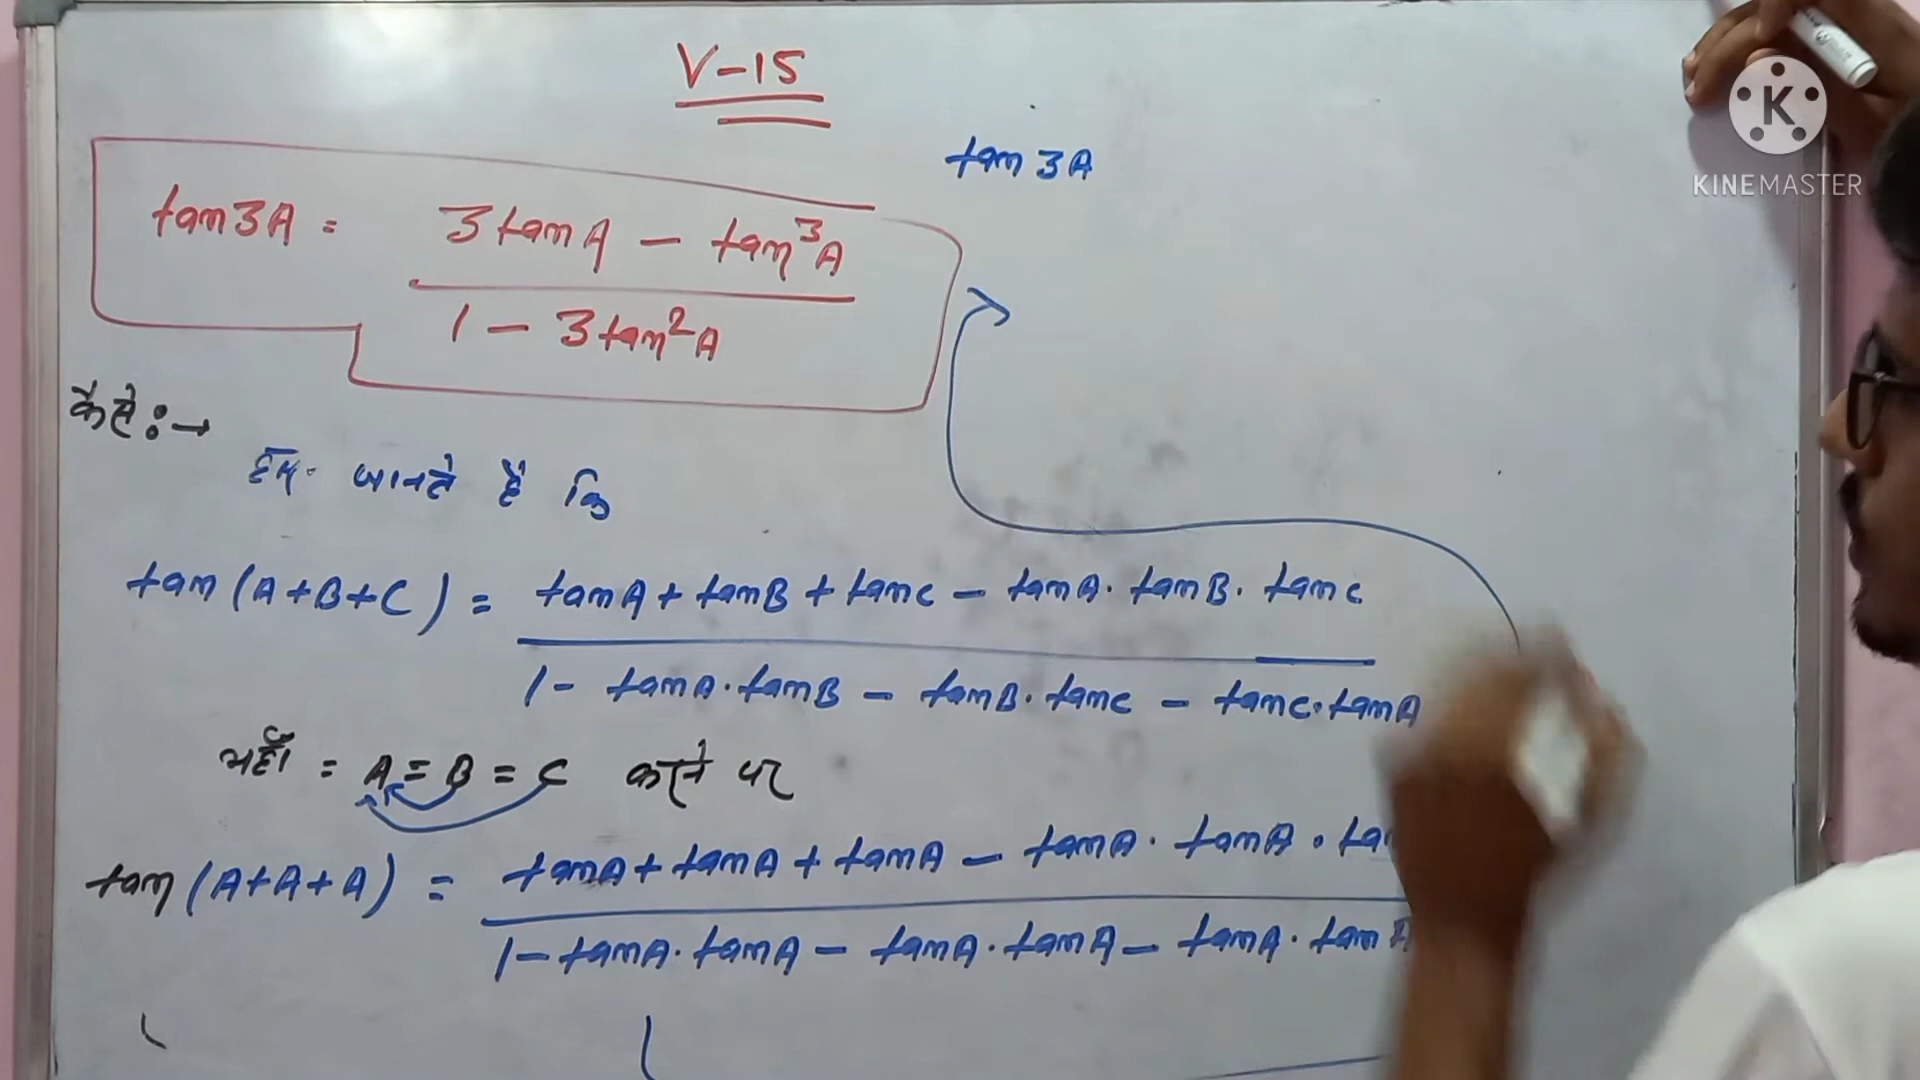 V-15
tan 3A
tan3A = 3tanA - tan³A
1 - 3tan²A
कैसे :→
हम जानते हैं कि
tan (A+B+C) = tanA + tanB + tanC - tanA · tanB · tanC
1 - tanA · tanB - tanB · tanC - tanC · tanA
यहाँ = A = B = C करने पर
tan (A+A+A) = tanA + tanA + tanA - tanA · tanA ·
1 - tanA · tanA - tanA · tanA - tanA · tan A
K
KINEMASTER